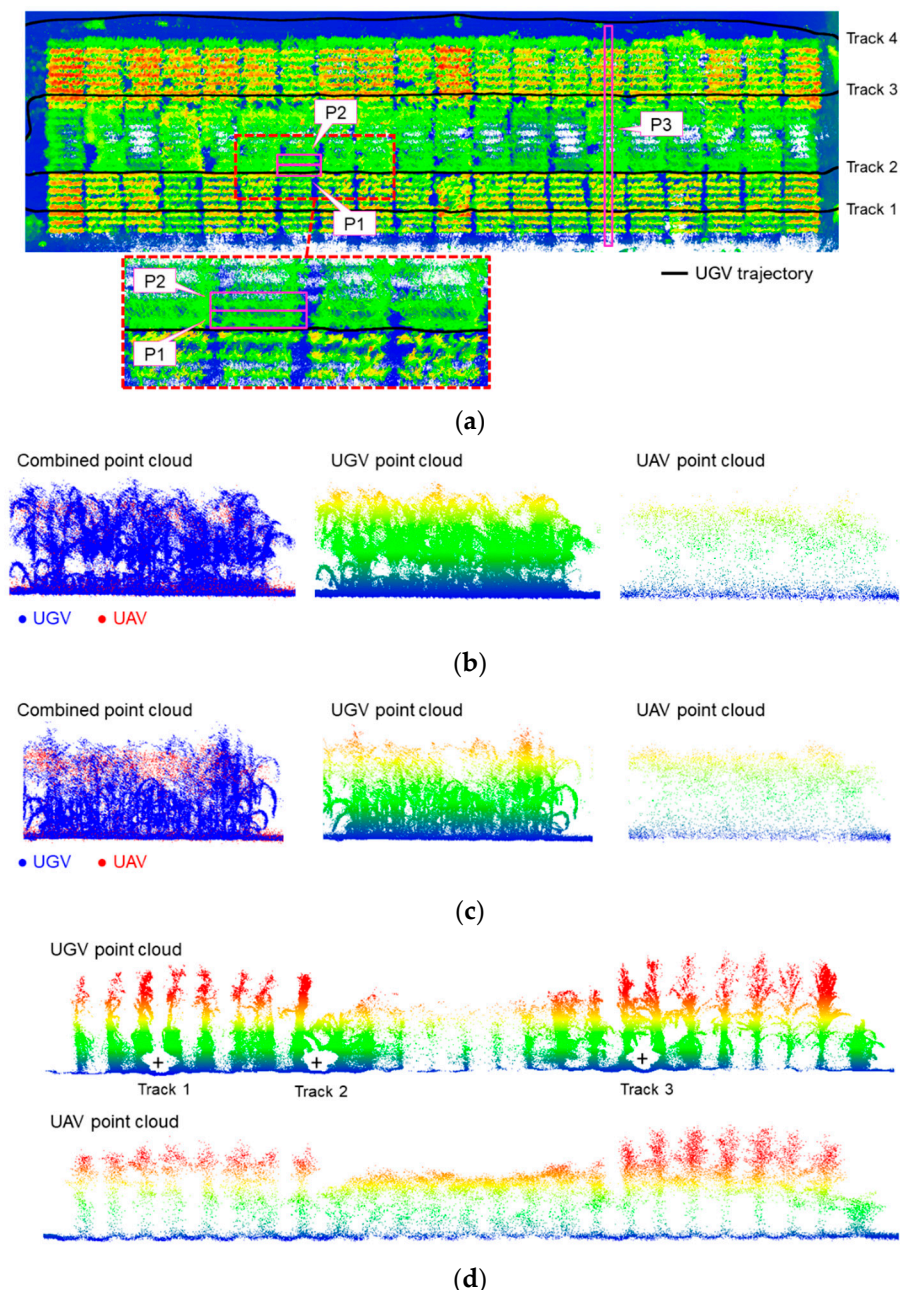 Track 4
Track 3
P2
P3
Track 2
P1
Track 1
UGV trajectory
P2
P1
(a)
Combined point cloud
UGV point cloud
UAV point cloud
UGV
UAV
(b)
Combined point cloud
UGV point cloud
UAV point cloud
UGV
UAV
(c)
UGV point cloud
Track 1
Track 2
Track 3
UAV point cloud
(d)